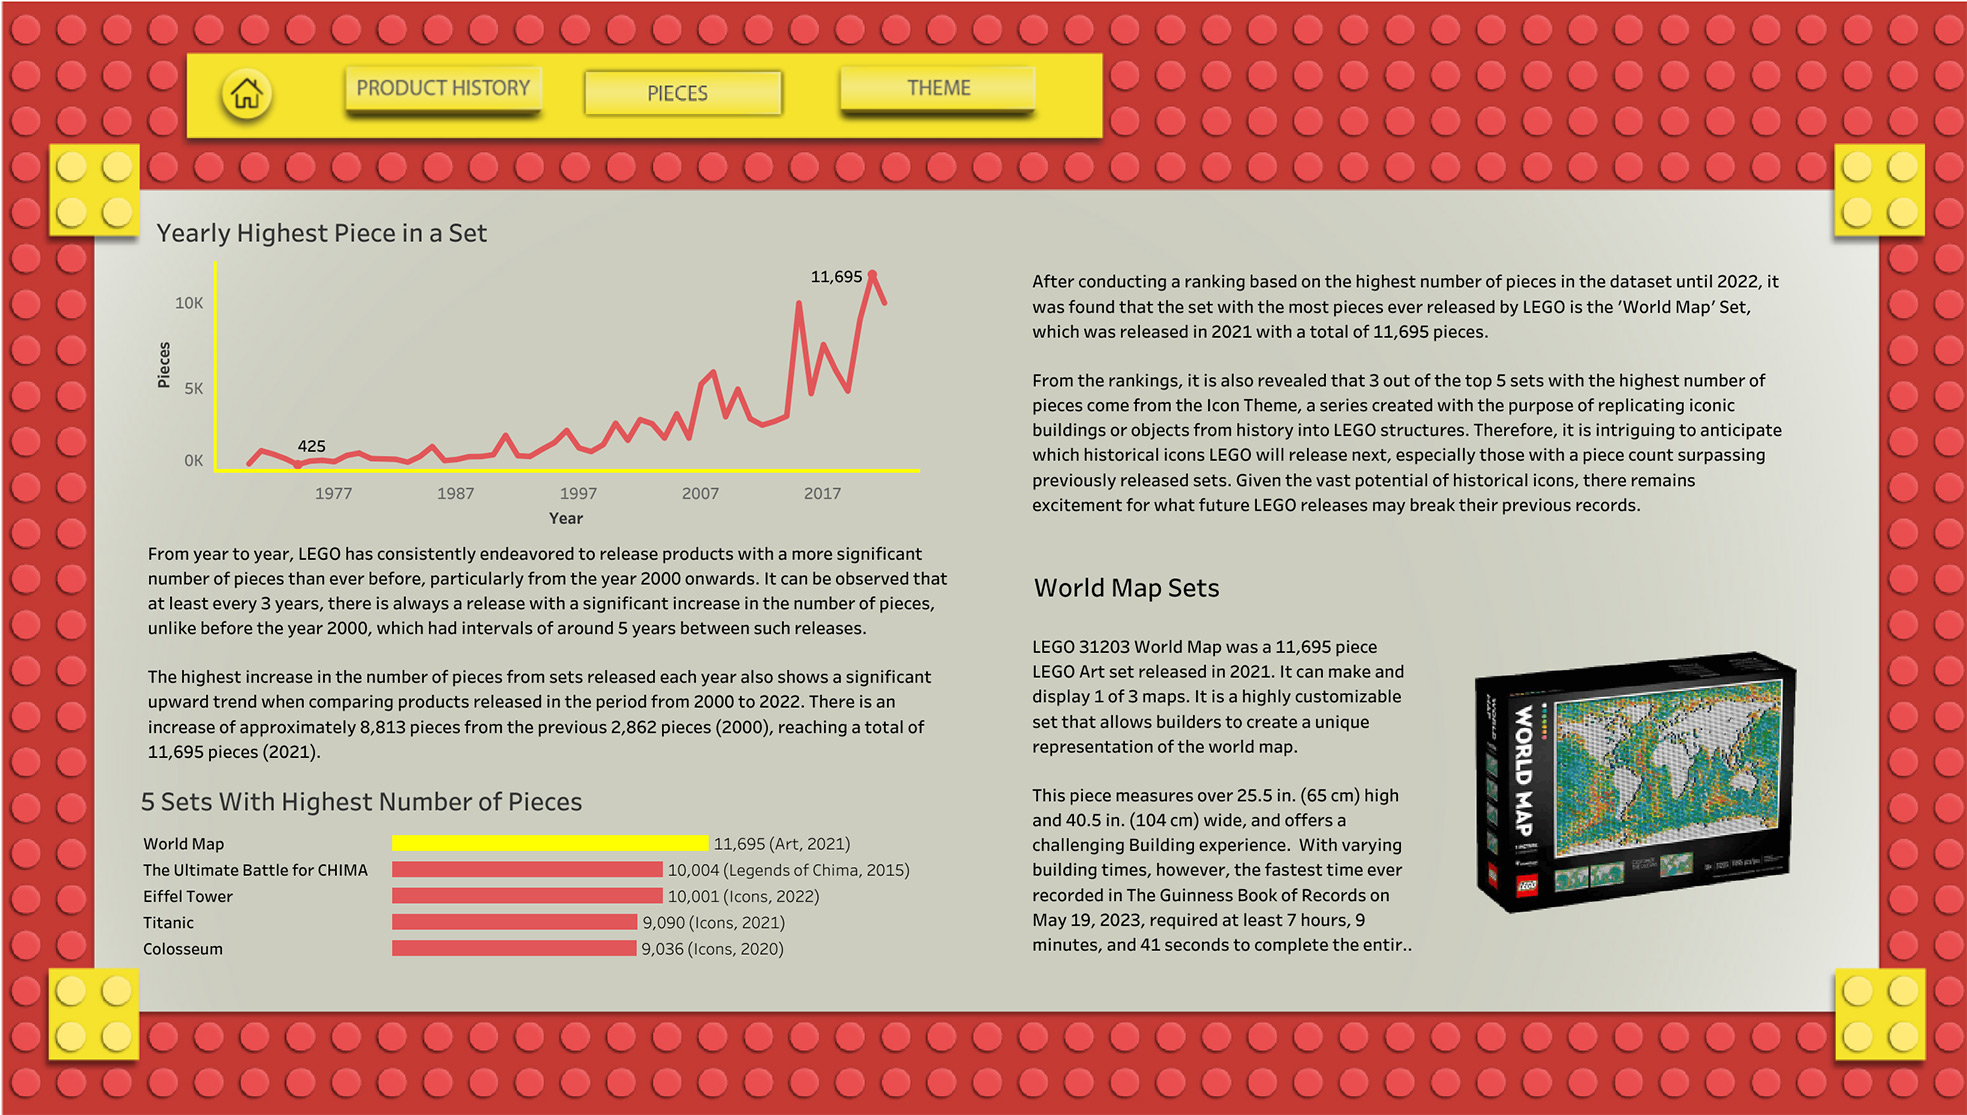 PRODUCT HISTORY
PIECES
THEME
Yearly Highest Piece in a Set
11,695
10K
5K
425
0K
Pieces
1977
1987
1997
2007
2017
Year
From year to year, LEGO has consistently endeavored to release products with a more significant
number of pieces than ever before, particularly from the year 2000 onwards. It can be observed that
at least every 3 years, there is always a release with a significant increase in the number of pieces,
unlike before the year 2000, which had intervals of around 5 years between such releases.
The highest increase in the number of pieces from sets released each year also shows a significant
upward trend when comparing products released in the period from 2000 to 2022. There is an
increase of approximately 8,813 pieces from the previous 2,862 pieces (2000), reaching a total of
11,695 pieces (2021).
5 Sets With Highest Number of Pieces
World Map 11,695 (Art, 2021)
The Ultimate Battle for CHIMA 10,004 (Legends of China, 2015)
Eiffel Tower 10,001 (Icons, 2022)
Titanic 9,090 (Icons, 2021)
Colosseum 9,036 (Icons, 2020)
After conducting a ranking based on the highest number of pieces in the dataset until 2022, it
was found that the set with the most pieces ever released by LEGO is the 'World Map' Set,
which was released in 2021 with a total of 11,695 pieces.
From the rankings, it is also revealed that 3 out of the top 5 sets with the highest number of
pieces come from the Icon Theme, a series created with the purpose of replicating iconic
buildings or objects from history into LEGO structures. Therefore, it is intriguing to anticipate
which historical icons LEGO will release next, especially those with a piece count surpassing
previously released sets. Given the vast potential of historical icons, there remains
excitement for what future LEGO releases may break their previous records.
World Map Sets
LEGO 31203 World Map was a 11,695 piece
LEGO Art set released in 2021. It can make and
display 1 of 3 maps. It is a highly customizable
set that allows builders to create a unique
representation of the world map.
This piece measures over 25.5 in. (65 cm) high
and 40.5 in. (104 cm) wide, and offers a
challenging Building experience.  With varying
building times, however, the fastest time ever
recorded in The Guinness Book of Records on
May 19, 2023, required at least 7 hours, 9
minutes, and 41 seconds to complete the entir..
WORLD MAP
WORLD MAP
LEGO